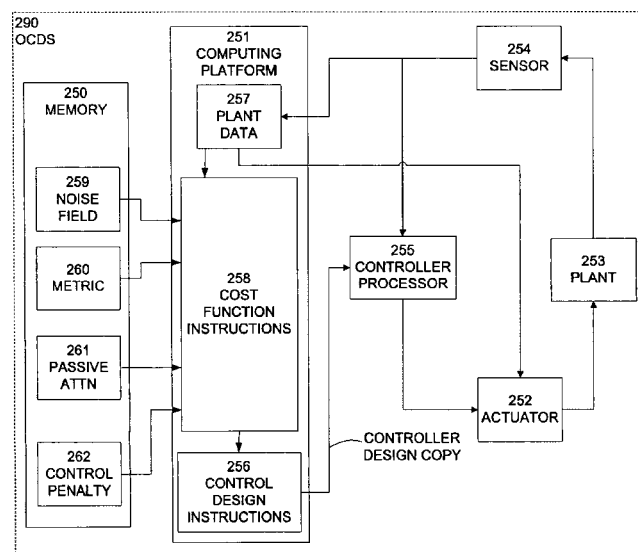 290
OCDS
250
MEMORY
259
NOISE
FIELD
260
METRIC
261
PASSIVE
ATTN
262
CONTROL
PENALTY
251
COMPUTING
PLATFORM
257
PLANT
DATA
258
COST
FUNCTION
INSTRUCTIONS
256
CONTROL
DESIGN
INSTRUCTIONS
254
SENSOR
255
CONTROLLER
PROCESSOR
253
PLANT
252
ACTUATOR
CONTROLLER
DESIGN COPY